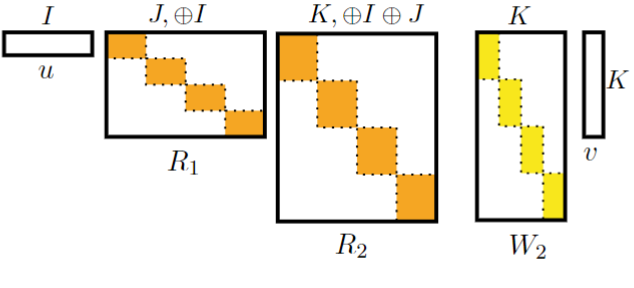 I J, ⊕I K, ⊕I ⊕ J K
u K
v
R₁ R₂ W₂